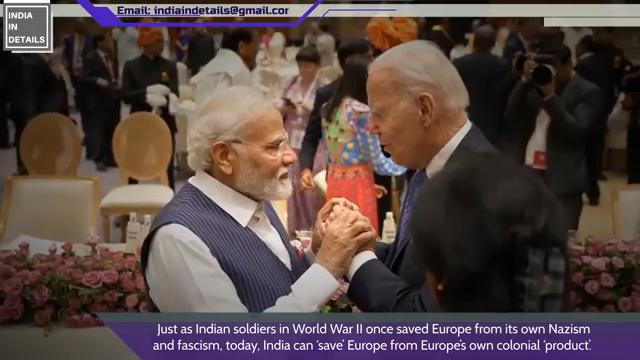 INDIA
IN
DETAILS
Email: indiaindetails@gmail.com
Just as Indian soldiers in World War II once saved Europe from its own Nazism
and fascism, today, India can ‘save’ Europe from Europe’s own colonial ‘product’.